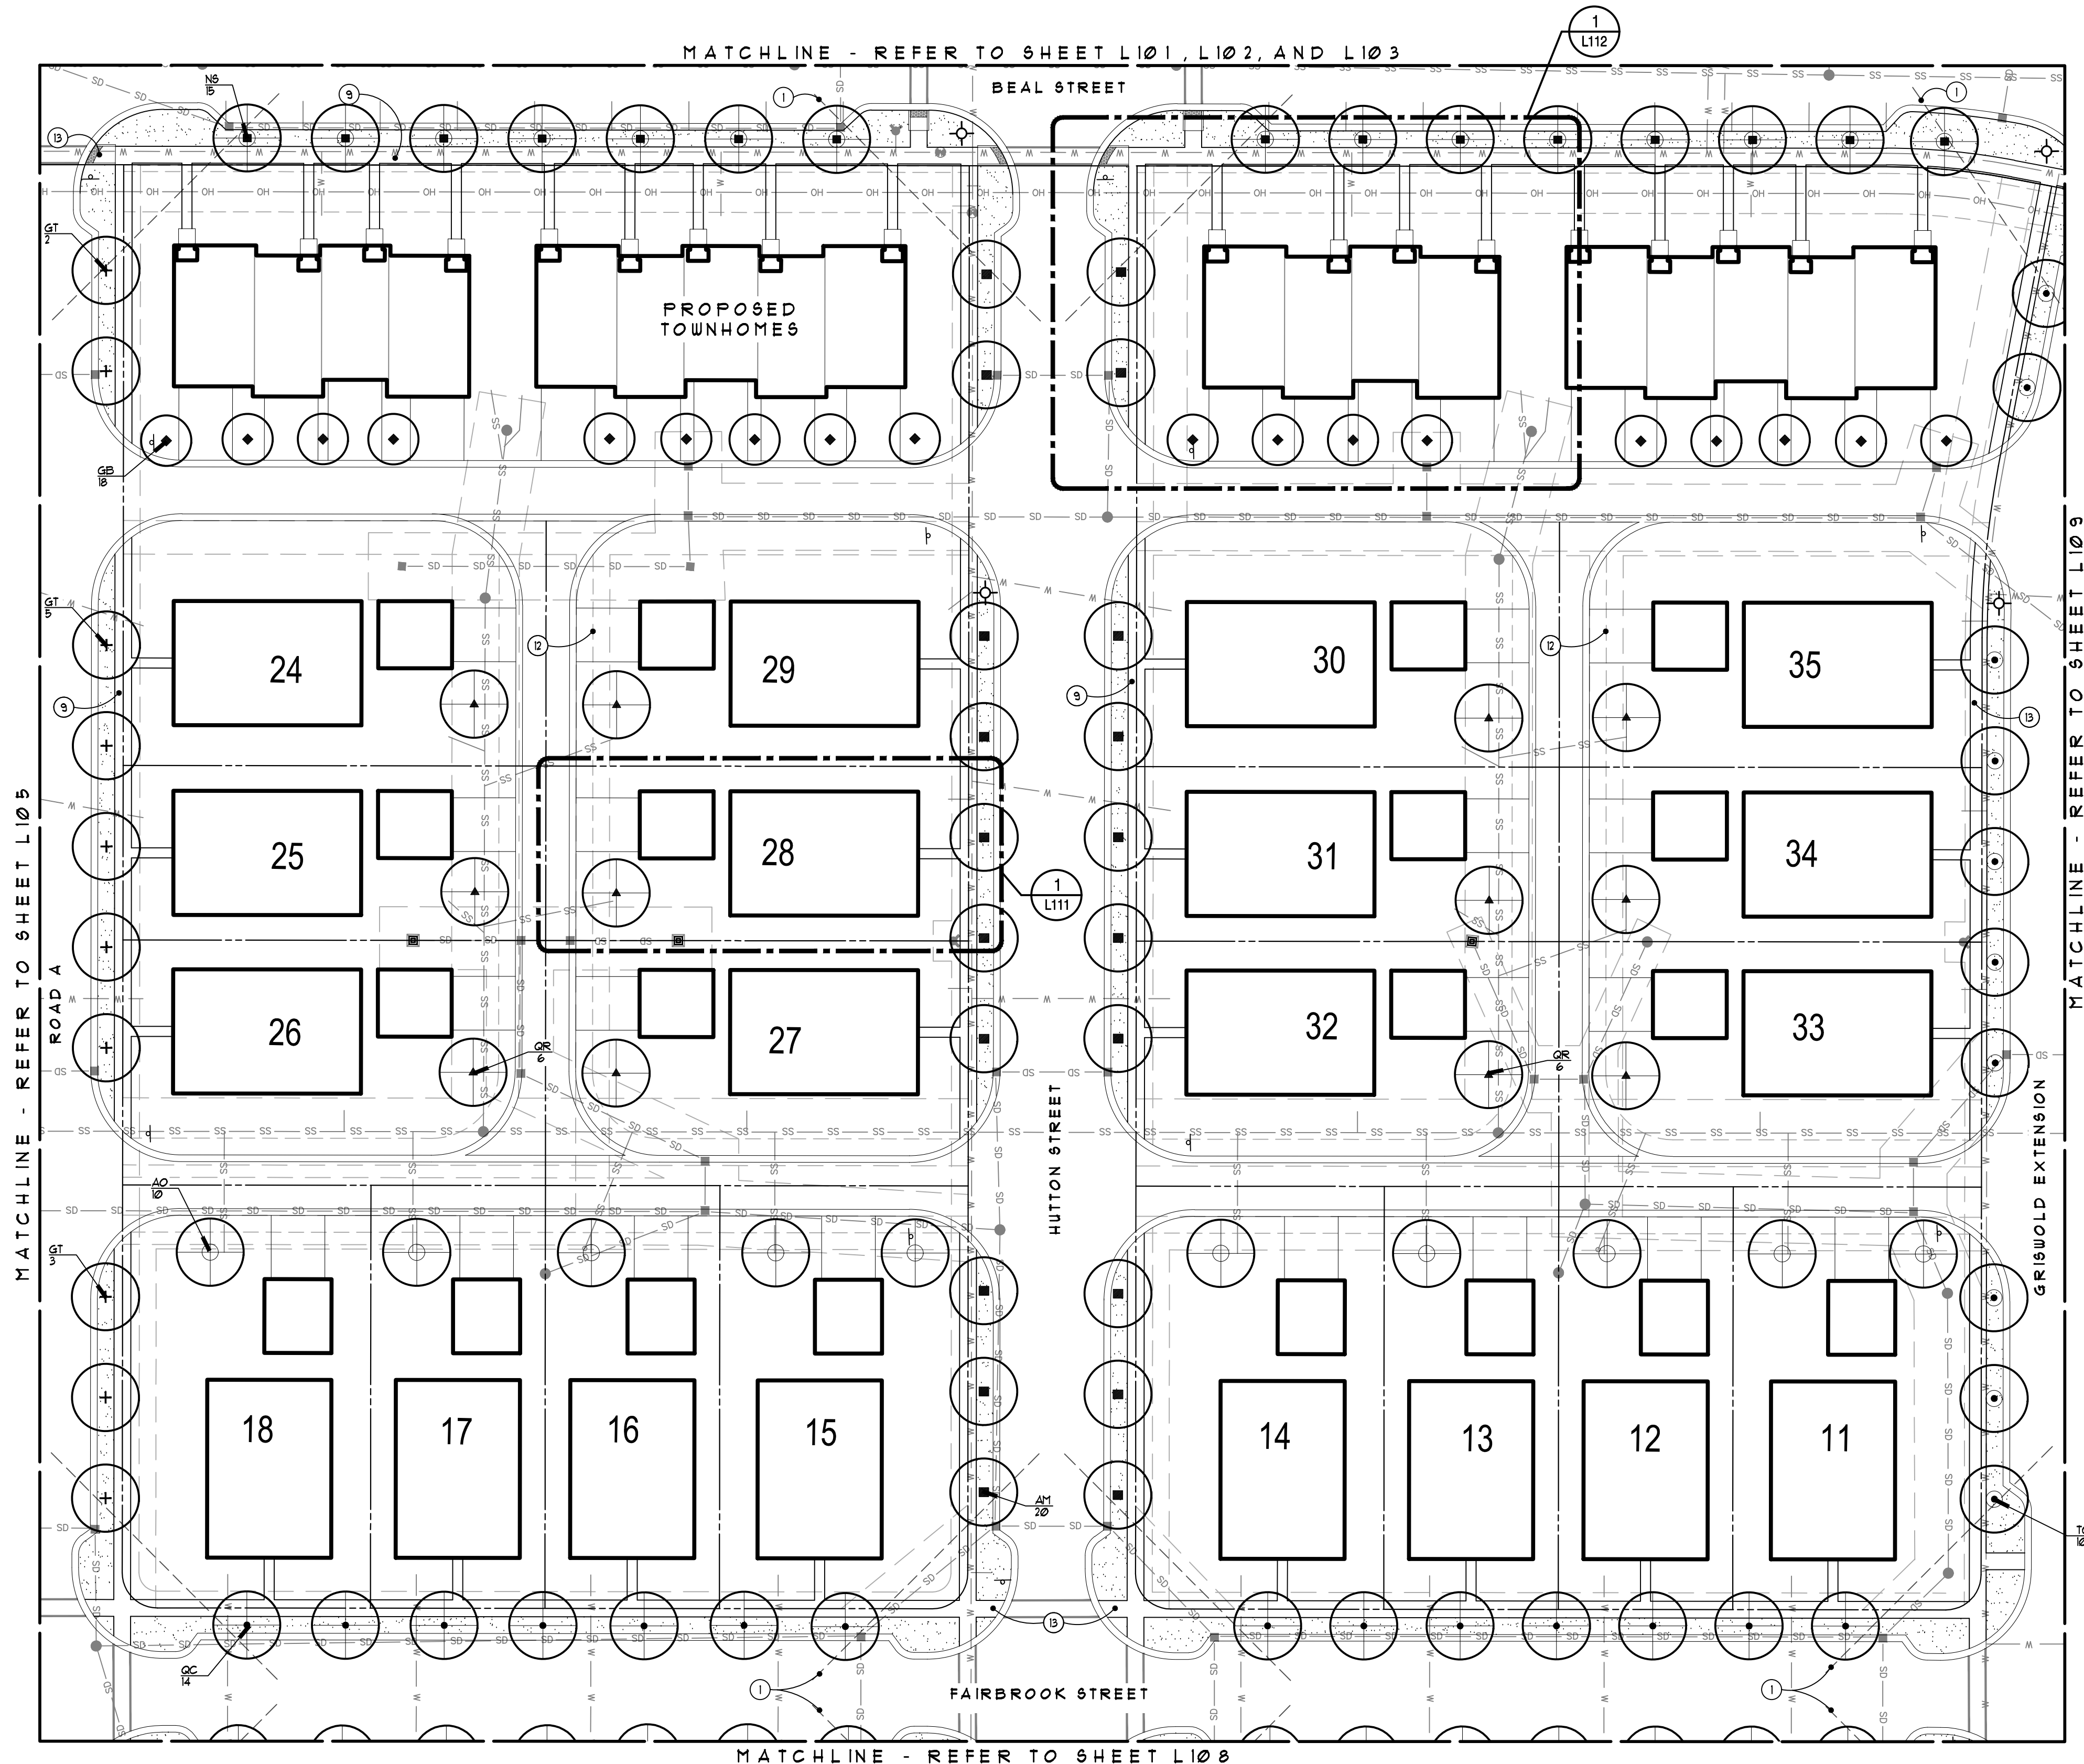 1
L112
MATCHLINE - REFER TO SHEET L101, L102, AND L103
BEAL STREET
NS
15
9
1
1
13
GT
2
PROPOSED
TOWNHOMES
GB
18
GT
5
24
12
29
30
12
35
9
9
13
25
28
31
34
1
L111
MATCHLINE - REFER TO SHEET L105
ROAD A
MATCHLINE - REFER TO SHEET L109
26
27
32
33
QR
6
QR
6
HUTTON STREET
GRISWOLD EXTENSION
AO
10
GT
3
18
17
16
15
14
13
12
11
AM
20
13
QC
14
1
1
FAIRBROOK STREET
MATCHLINE - REFER TO SHEET L108